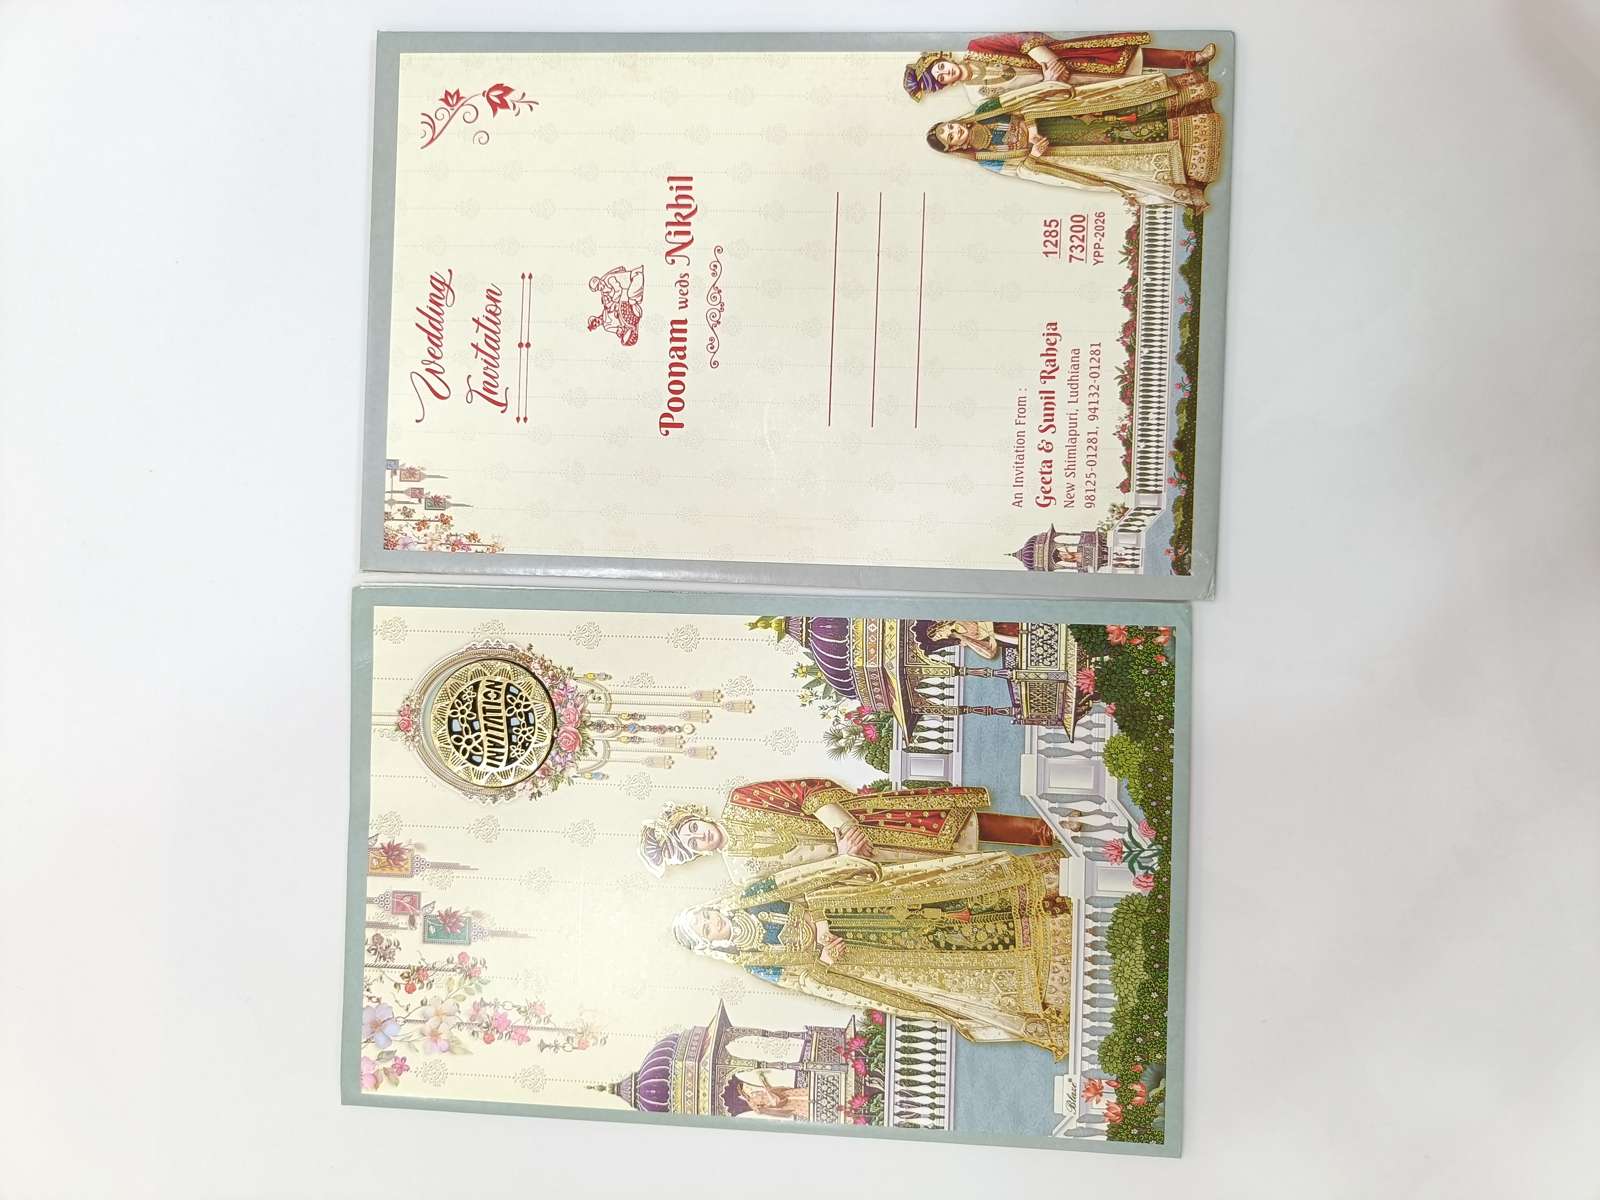 Wedding
Invitation
Poonam weds Nikhil
An Invitation From :
Geeta & Sunil Raheja
New Shimlapuri, Ludhiana
98125-01281, 94132-01281
1285
73200
YPP-2026
INVITATION
Blaze